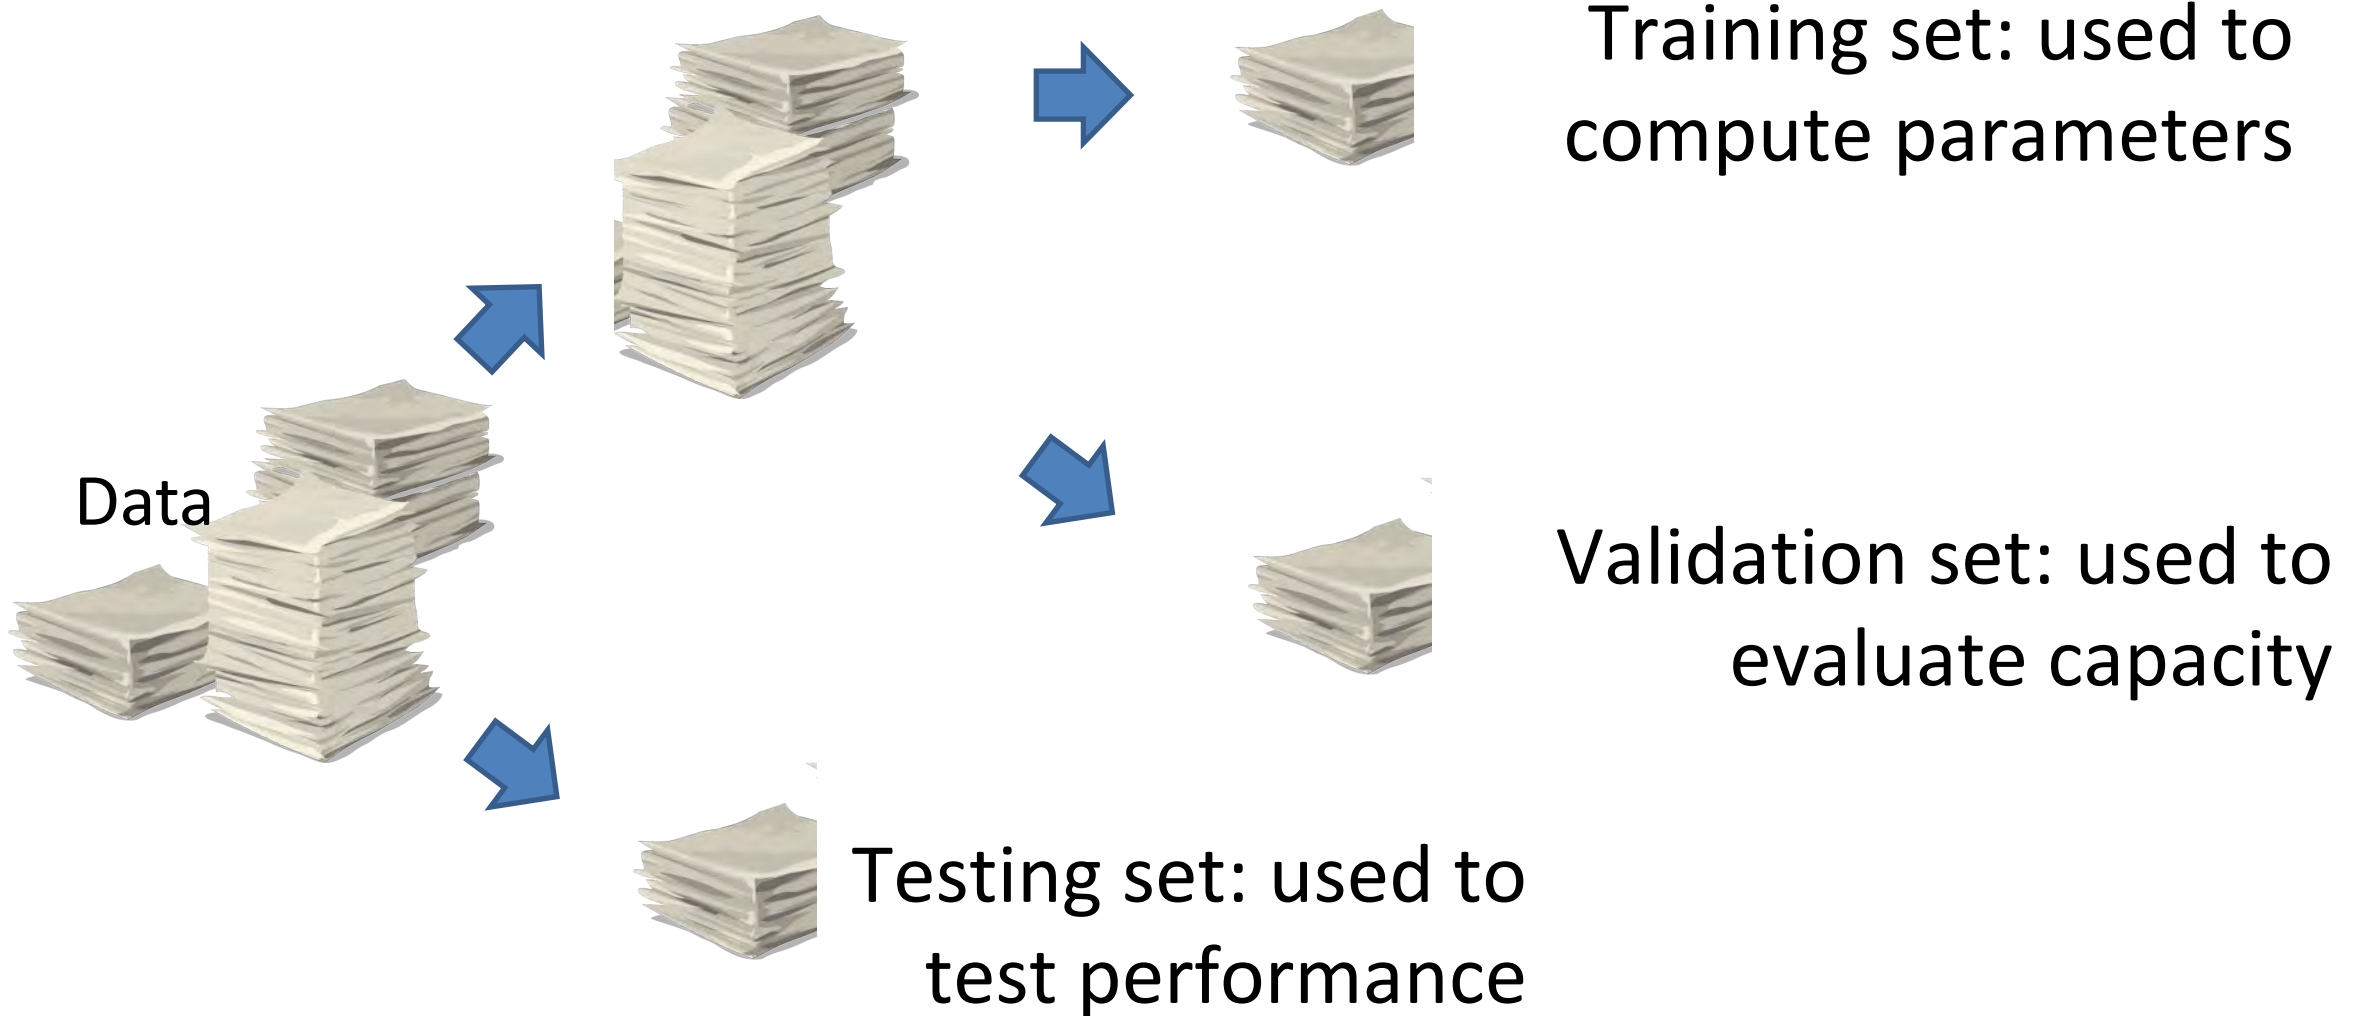 Training set: used to
compute parameters
Data
Validation set: used to
evaluate capacity
Testing set: used to
test performance